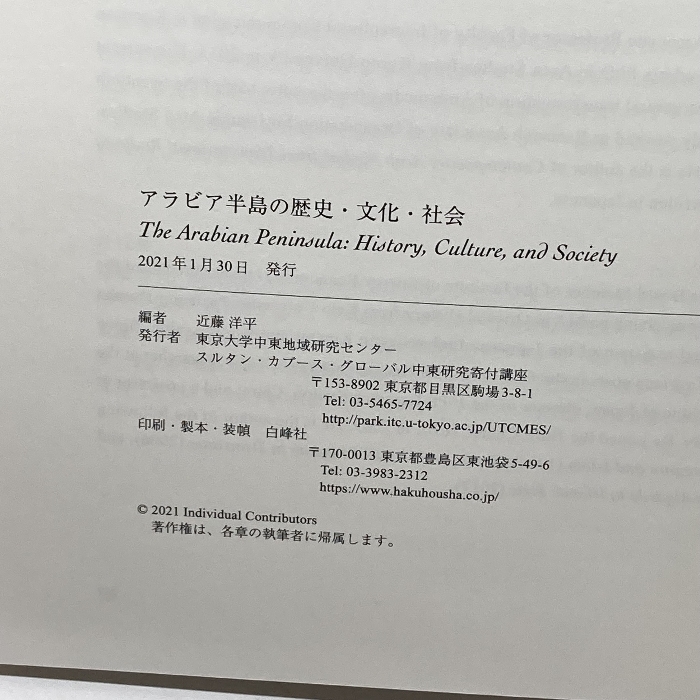 アラビア半島の歴史・文化・社会
The Arabian Peninsula: History, Culture, and Society
2021年1月30日 発行
編者 近藤 洋平
発行者 東京大学中東地域研究センター
スルタン・カブース・グローバル中東研究寄付講座
〒153-8902 東京都目黒区駒場3-8-1
Tel: 03-5465-7724
http://park.itc.u-tokyo.ac.jp/UTCMES/
印刷・製本・装幀 白峰社
〒170-0013 東京都豊島区東池袋5-49-6
Tel: 03-3983-2312
https://www.hakuhousha.co.jp/
© 2021 Individual Contributors
著作権は、各章の執筆者に帰属します。